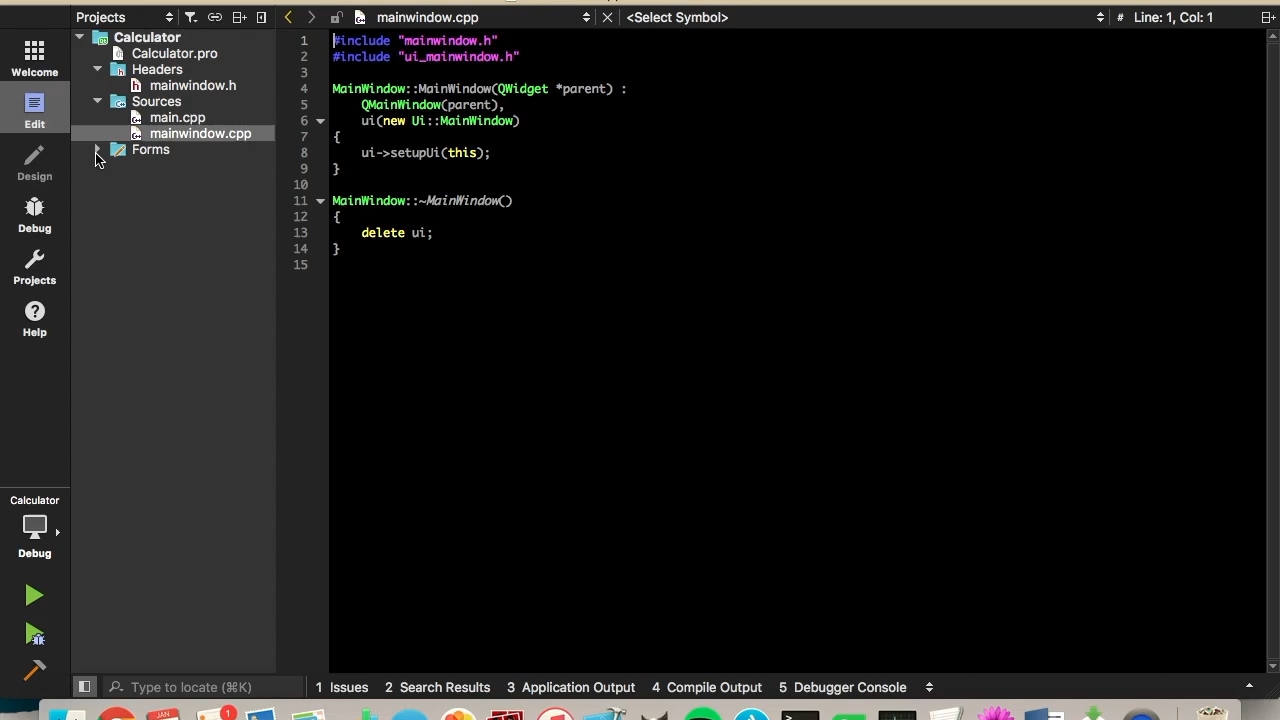 Projects
mainwindow.cpp
<Select Symbol>
# Line: 1, Col: 1
Welcome
Edit
Design
Debug
Projects
Help
Calculator
Debug
Calculator
Calculator.pro
Headers
mainwindow.h
Sources
main.cpp
mainwindow.cpp
Forms
1 #include "mainwindow.h"
2 #include "ui_mainwindow.h"
3
4 MainWindow::MainWindow(QWidget *parent) :
5 QMainWindow(parent),
6 ui(new Ui::MainWindow)
7 {
8 ui->setupUi(this);
9 }
10
11 MainWindow::~MainWindow()
12 {
13 delete ui;
14 }
15
Type to locate (⌘K)
1 Issues
2 Search Results
3 Application Output
4 Compile Output
5 Debugger Console
JAN
1